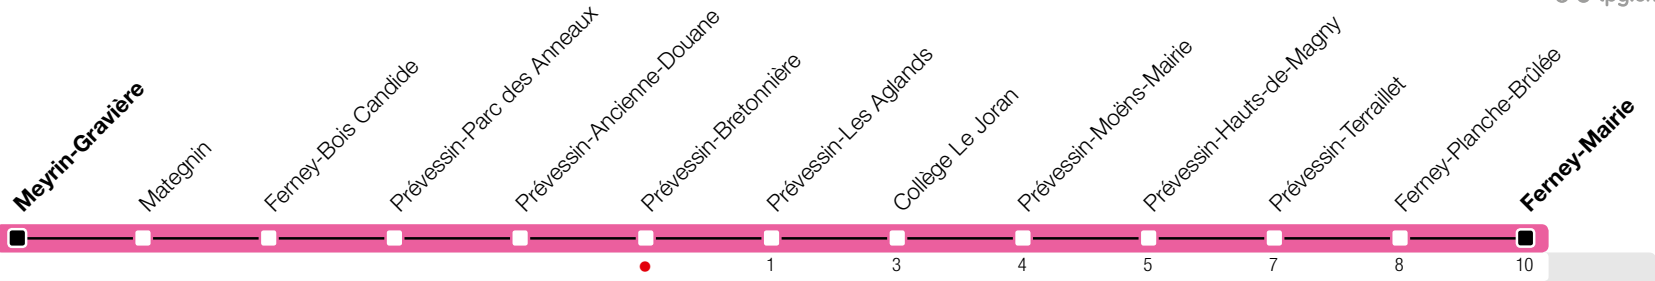 Meyrin-Gravière
Mategnin
Ferney-Bois Candide
Prévessin-Parc des Anneaux
Prévessin-Ancienne-Douane
Prévessin-Bretonnière
Prévessin-Les Aglands
Collège Le Joran
Prévessin-Moëns-Mairie
Prévessin-Hauts-de-Magny
Prévessin-Terraillet
Ferney-Planche-Brûlée
Ferney-Mairie
1 3 4 5 7 8 10